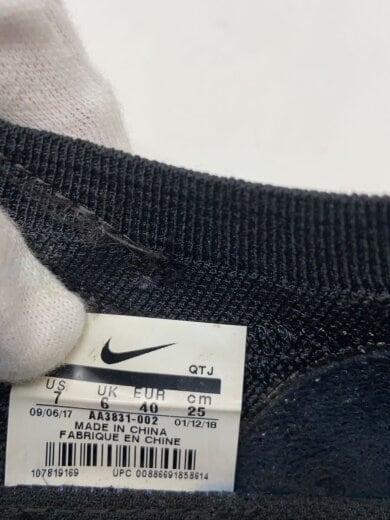 QTJ
US UK EUR cm
7 6 40 25
09/06/17 AA3831-002 01/12/18
MADE IN CHINA
FABRIQUE EN CHINE
107819169 UPC 00886691858614